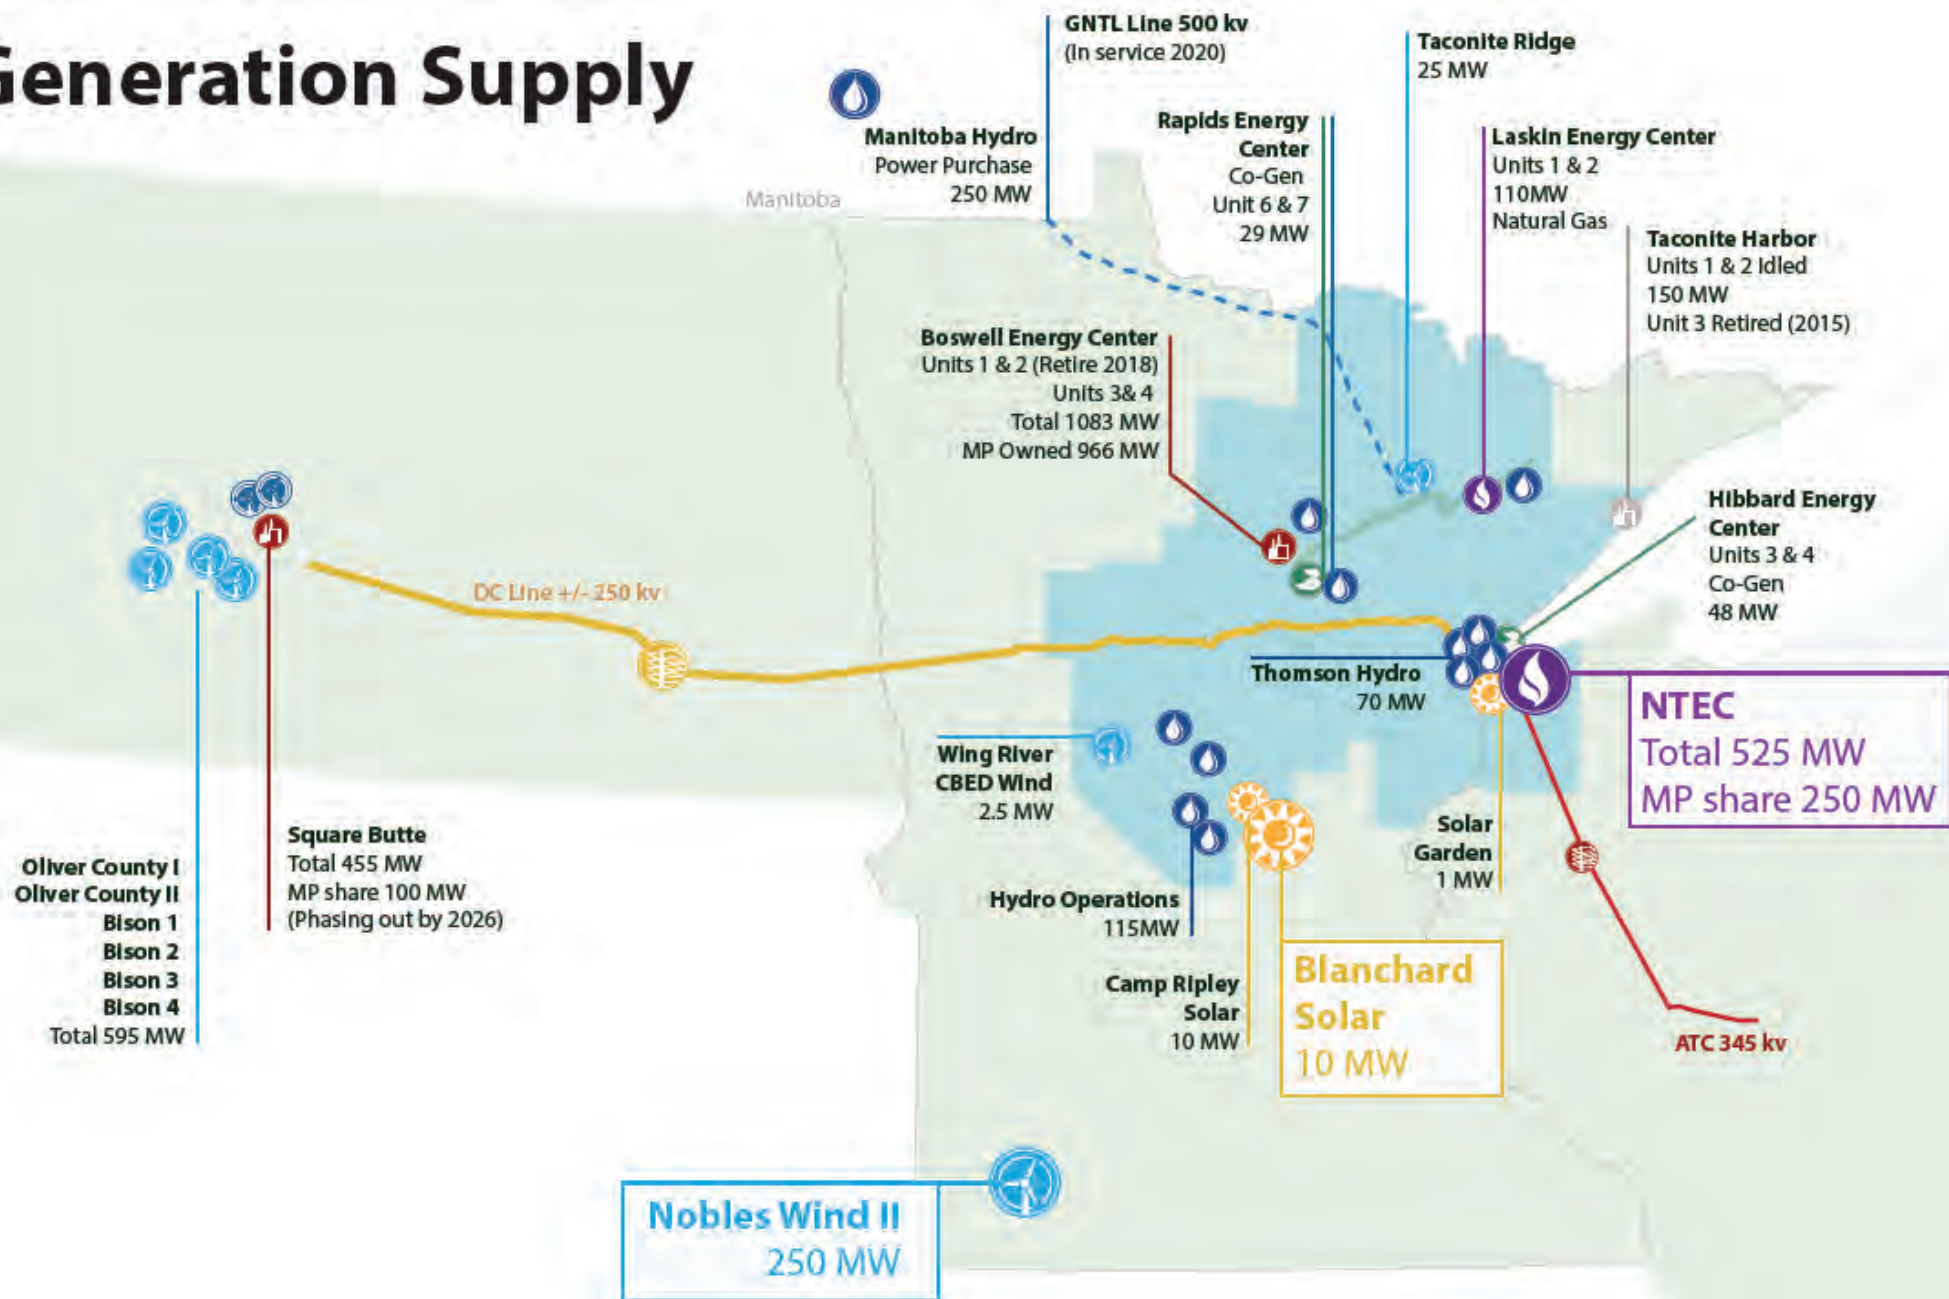 Generation Supply
GNTL Line 500 kv
(In service 2020)
Taconite Ridge
25 MW
Manitoba Hydro
Power Purchase
250 MW
Manitoba
Rapids Energy
Center
Co-Gen
Unit 6 & 7
29 MW
Laskin Energy Center
Units 1 & 2
110MW
Natural Gas
Taconite Harbor
Units 1 & 2 Idled
150 MW
Unit 3 Retired (2015)
Boswell Energy Center
Units 1 & 2 (Retire 2018)
Units 3& 4
Total 1083 MW
MP Owned 966 MW
Hibbard Energy
Center
Units 3 & 4
Co-Gen
48 MW
DC Line +/- 250 kv
Thomson Hydro
70 MW
NTEC
Total 525 MW
MP share 250 MW
Wing River
CBED Wind
2.5 MW
Solar
Garden
1 MW
Square Butte
Total 455 MW
MP share 100 MW
(Phasing out by 2026)
Oliver County I
Oliver County II
Bison 1
Bison 2
Bison 3
Bison 4
Total 595 MW
Hydro Operations
115MW
Camp Ripley
Solar
10 MW
Blanchard
Solar
10 MW
ATC 345 kv
Nobles Wind II
250 MW